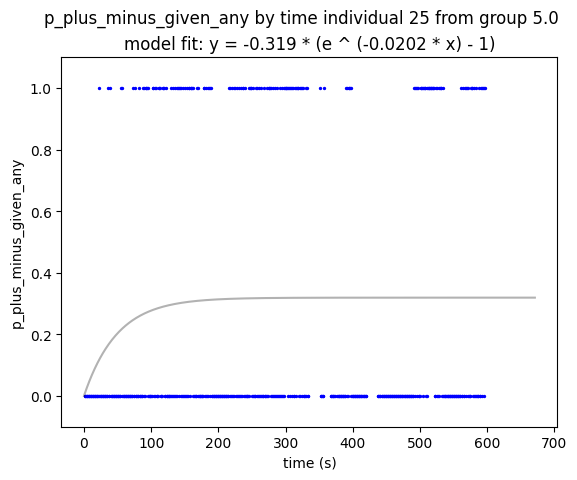 p_plus_minus_given_any by time individual 25 from group 5.0
model fit: y = -0.319 * (e ^ (-0.0202 * x) - 1)
1.0
0.8
0.6
0.4
0.2
0.0
p_plus_minus_given_any
0 100 200 300 400 500 600 700
time (s)